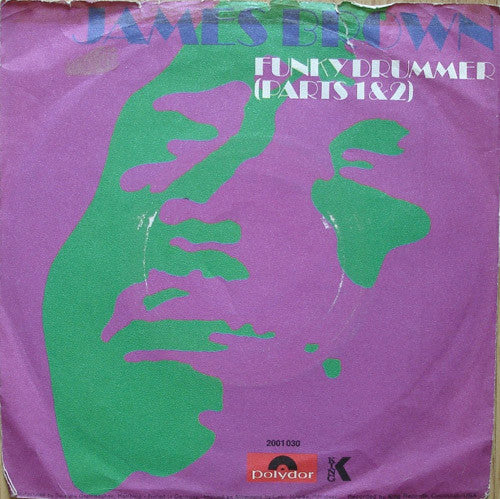 JAMES BROWN
FUNKY DRUMMER
(PARTS 1&2)
2001 030
polydor
KING K